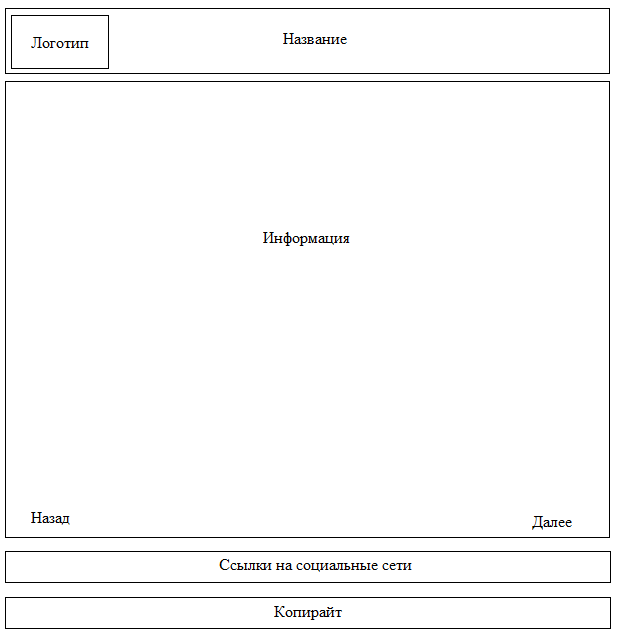 Логотип
Название
Информация
Назад
Далее
Ссылки на социальные сети
Копирайт